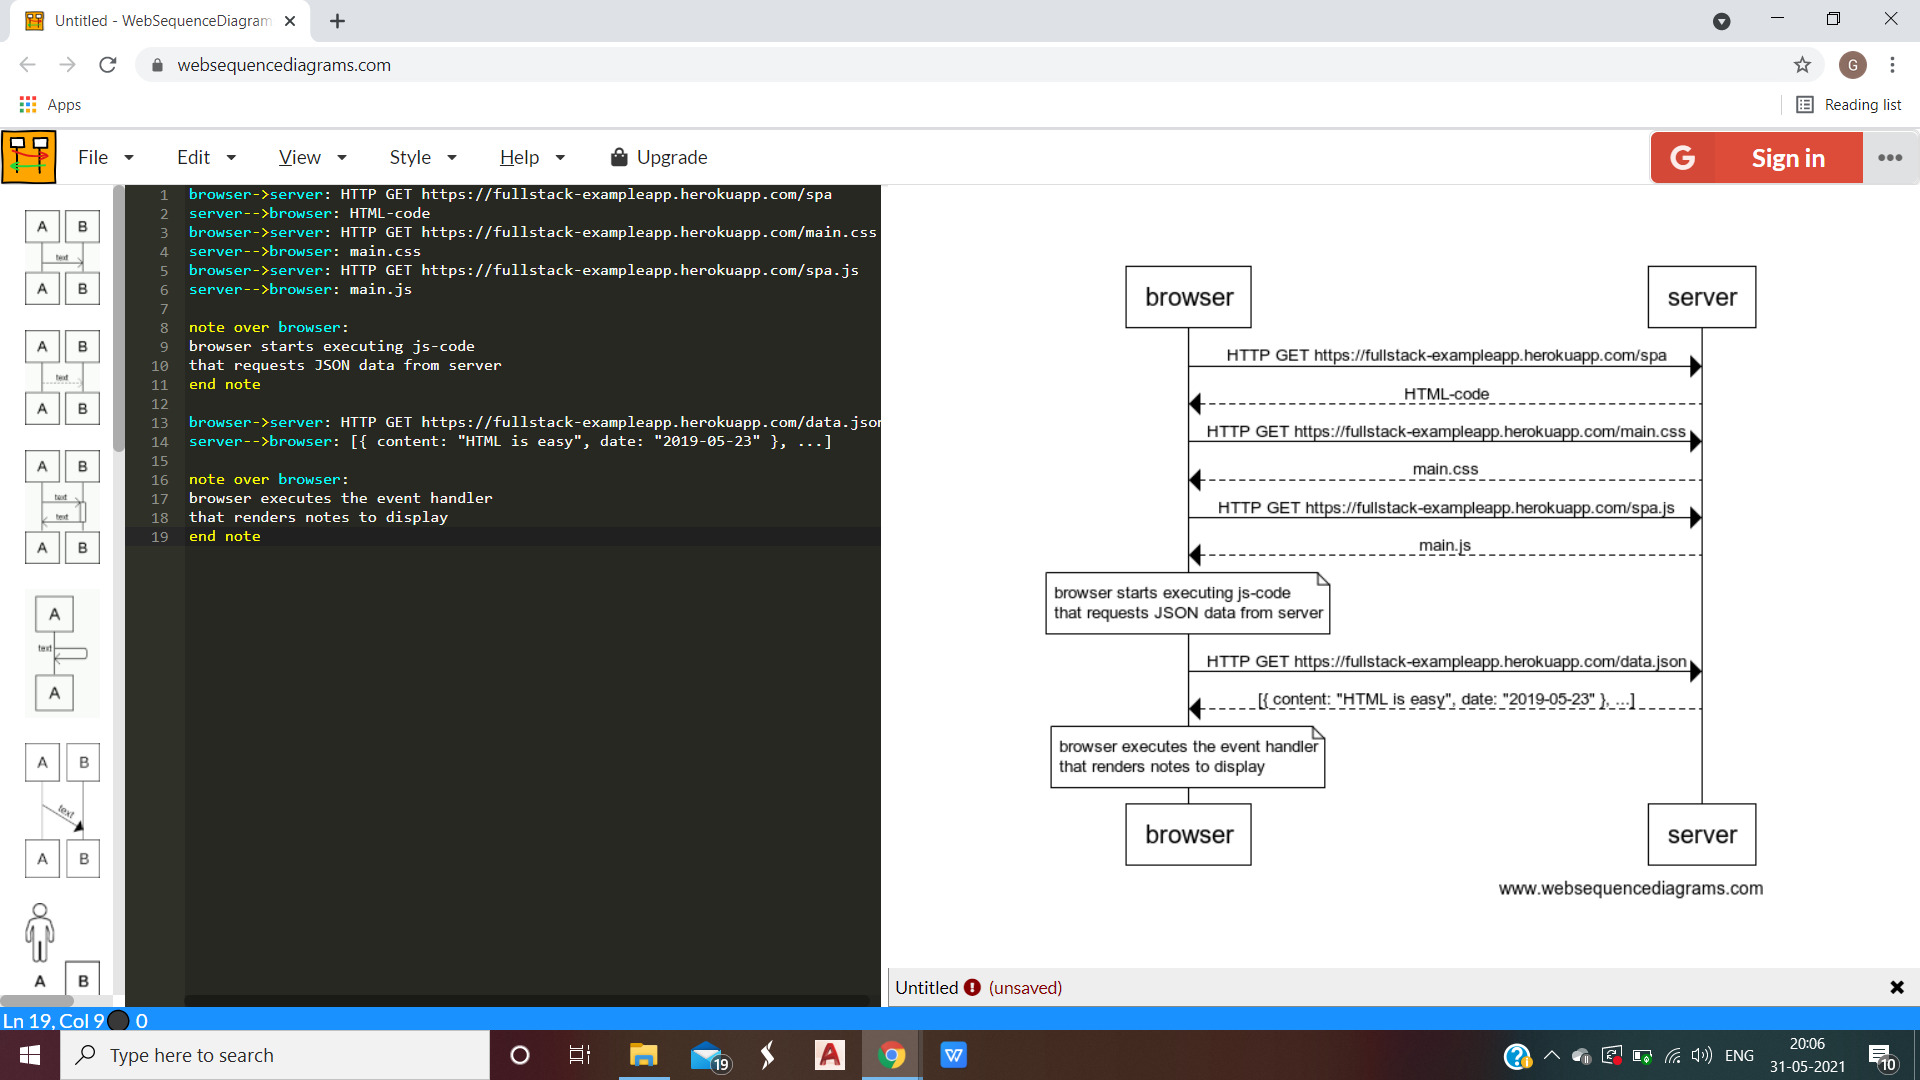 Untitled - WebSequenceDiagram
websequencediagrams.com
G
Apps
Reading list
File
Edit
View
Style
Help
Upgrade
G Sign in
A B
text
A B
A B
text
A B
A B
text
text
A B
A
text
A
A B
text
A B
A B
1 browser->server: HTTP GET https://fullstack-exampleapp.herokuapp.com/spa
2 server-->browser: HTML-code
3 browser->server: HTTP GET https://fullstack-exampleapp.herokuapp.com/main.css
4 server-->browser: main.css
5 browser->server: HTTP GET https://fullstack-exampleapp.herokuapp.com/spa.js
6 server-->browser: main.js
7
8 note over browser:
9 browser starts executing js-code
10 that requests JSON data from server
11 end note
12
13 browser->server: HTTP GET https://fullstack-exampleapp.herokuapp.com/data.json
14 server-->browser: [{ content: "HTML is easy", date: "2019-05-23" }, ...]
15
16 note over browser:
17 browser executes the event handler
18 that renders notes to display
19 end note
browser server
HTTP GET https://fullstack-exampleapp.herokuapp.com/spa
HTML-code
HTTP GET https://fullstack-exampleapp.herokuapp.com/main.css
main.css
HTTP GET https://fullstack-exampleapp.herokuapp.com/spa.js
main.js
browser starts executing js-code
that requests JSON data from server
HTTP GET https://fullstack-exampleapp.herokuapp.com/data.json
[{ content: "HTML is easy", date: "2019-05-23" }, ...]
browser executes the event handler
that renders notes to display
browser server
www.websequencediagrams.com
Untitled ! (unsaved)
Ln 19, Col 9 0
Type here to search
19
A
W
ENG
20:06
31-05-2021
10